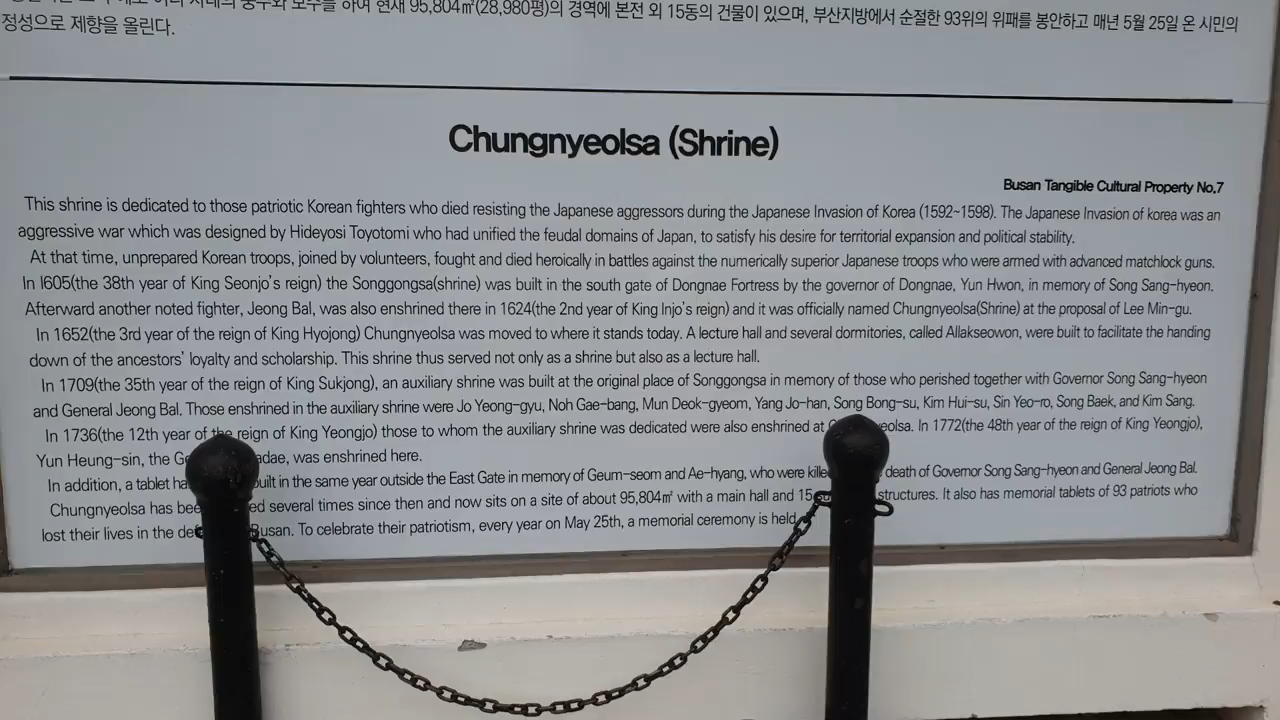 현재 95,804㎡(28,980평)의 경역에 본전 외 15동의 건물이 있으며, 부산지방에서 순절한 93위의 위패를 봉안하고 매년 5월 25일 온 시민의
정성으로 제향을 올린다.
Chungnyeolsa (Shrine)
Busan Tangible Cultural Property No.7
This shrine is dedicated to those patriotic Korean fighters who died resisting the Japanese aggressors during the Japanese Invasion of Korea (1592~1598). The Japanese Invasion of korea was an
aggressive war which was designed by Hideyosi Toyotomi who had unified the feudal domains of Japan, to satisfy his desire for territorial expansion and political stability.
At that time, unprepared Korean troops, joined by volunteers, fought and died heroically in battles against the numerically superior Japanese troops who were armed with advanced matchlock guns.
In l605(the 38th year of King Seonjo's reign) the Songgongsa(shrine) was built in the south gate of Dongnae Fortress by the governor of Dongnae, Yun Hwon, in memory of Song Sang-hyeon.
Afterward another noted fighter, Jeong Bal, was also enshrined there in 1624(the 2nd year of King Injo's reign) and it was officially named Chungnyeolsa(Shrine) at the proposal of Lee Min-gu.
In 1652(the 3rd year of the reign of King Hyojong) Chungnyeolsa was moved to where it stands today. A lecture hall and several dormitories, called Allakseowon, were built to facilitate the handing
down of the ancestors' loyalty and scholarship. This shrine thus served not only as a shrine but also as a lecture hall.
In 1709(the 35th year of the reign of King Sukjong), an auxiliary shrine was built at the original place of Songgongsa in memory of those who perished together with Governor Song Sang-hyeon
and General Jeong Bal. Those enshrined in the auxiliary shrine were Jo Yeong-gyu, Noh Gae-bang, Mun Deok-gyeom, Yang Jo-han, Song Bong-su, Kim Hui-su, Sin Yeo-ro, Song Baek, and Kim Sang.
In 1736(the 12th year of the reign of King Yeongjo) those to whom the auxiliary shrine was dedicated were also enshrined at In 1772(the 48th year of the reign of King Yeongjo),
Yun Heung-sin, the was enshrined here.
In addition, a tablet in the same year outside the East Gate in memory of Geum-seom and Ae-hyang, who were death of Governor Song Sang-hyeon and General Jeong Bal.
Chungnyeolsa has several times since then and now sits on a site of about 95,804㎡ with a main hall and 15 structures. It also has memorial tablets of 93 patriots who
lost their lives in the Busan. To celebrate their patriotism, every year on May 25th, a memorial ceremony is held